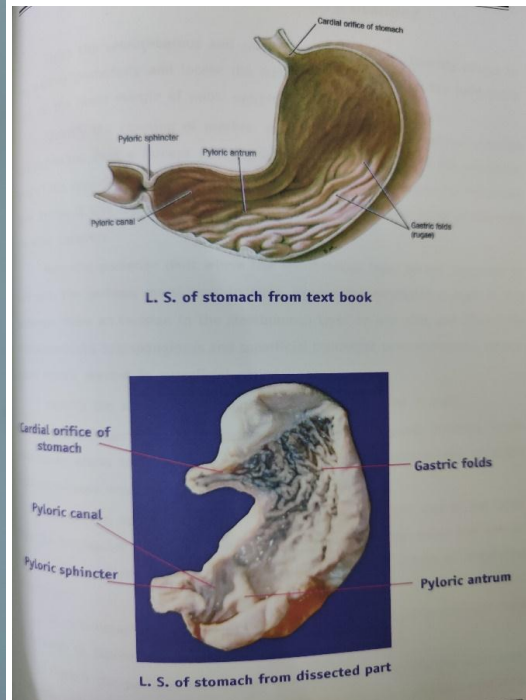 Cardial orifice of stomach
Pyloric sphincter
Pyloric antrum
Pyloric canal
Gastric folds
(rugae)
L. S. of stomach from text book
Cardial orifice of
stomach
Gastric folds
Pyloric canal
Pyloric sphincter
Pyloric antrum
L. S. of stomach from dissected part